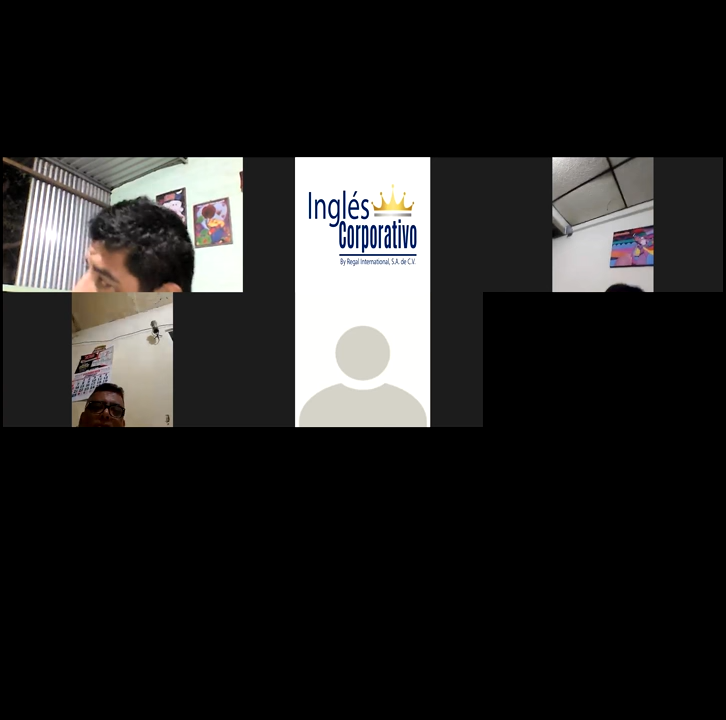 Inglés
Corporativo
By Regal International, S.A. de C.V.